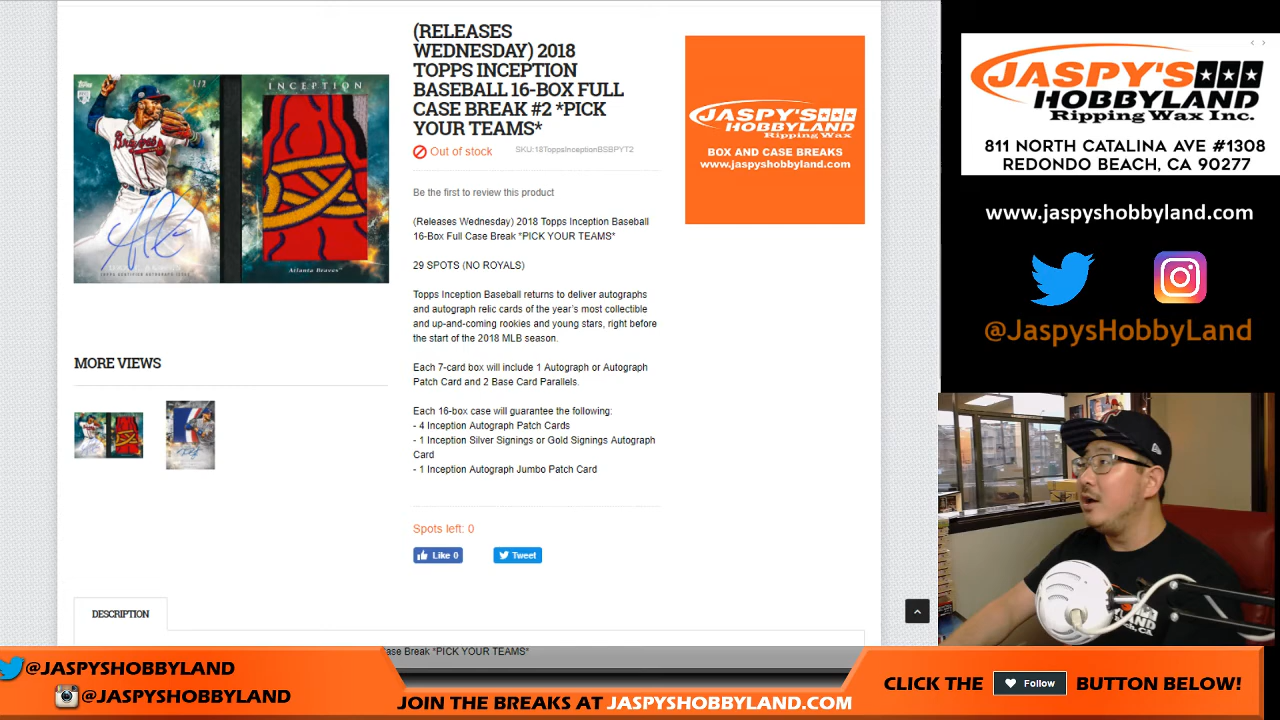 (RELEASES
WEDNESDAY) 2018
TOPPS INCEPTION
BASEBALL 16-BOX FULL
CASE BREAK #2 *PICK
YOUR TEAMS*
Out of stock
SKU:18ToppsInceptionBSBPYT2
Be the first to review this product
(Releases Wednesday) 2018 Topps Inception Baseball
16-Box Full Case Break *PICK YOUR TEAMS*
29 SPOTS (NO ROYALS)
Topps Inception Baseball returns to deliver autographs
and autograph relic cards of the year's most collectible
and up-and-coming rookies and young stars, right before
the start of the 2018 MLB season.
Each 7-card box will include 1 Autograph or Autograph
Patch Card and 2 Base Card Parallels.
Each 16-box case will guarantee the following:
- 4 Inception Autograph Patch Cards
- 1 Inception Silver Signings or Gold Signings Autograph
Card
- 1 Inception Autograph Jumbo Patch Card
Spots left: 0
Like 0
Tweet
Topps
1/2
INCEPTION
Braves
Atlanta Braves
MORE VIEWS
DESCRIPTION
ase Break *PICK YOUR TEAMS*
JASPY'S
HOBBYLAND
Ripping Wax
BOX AND CASE BREAKS
www.jaspyshobbyland.com
JASPY'S
HOBBYLAND
Ripping Wax Inc.
811 NORTH CATALINA AVE #1308
REDONDO BEACH, CA 90277
www.jaspyshobbyland.com
@JaspysHobbyLand
@JASPYSHOBBYLAND
@JASPYSHOBBYLAND
JOIN THE BREAKS AT JASPYSHOBBYLAND.COM
CLICK THE Follow BUTTON BELOW!